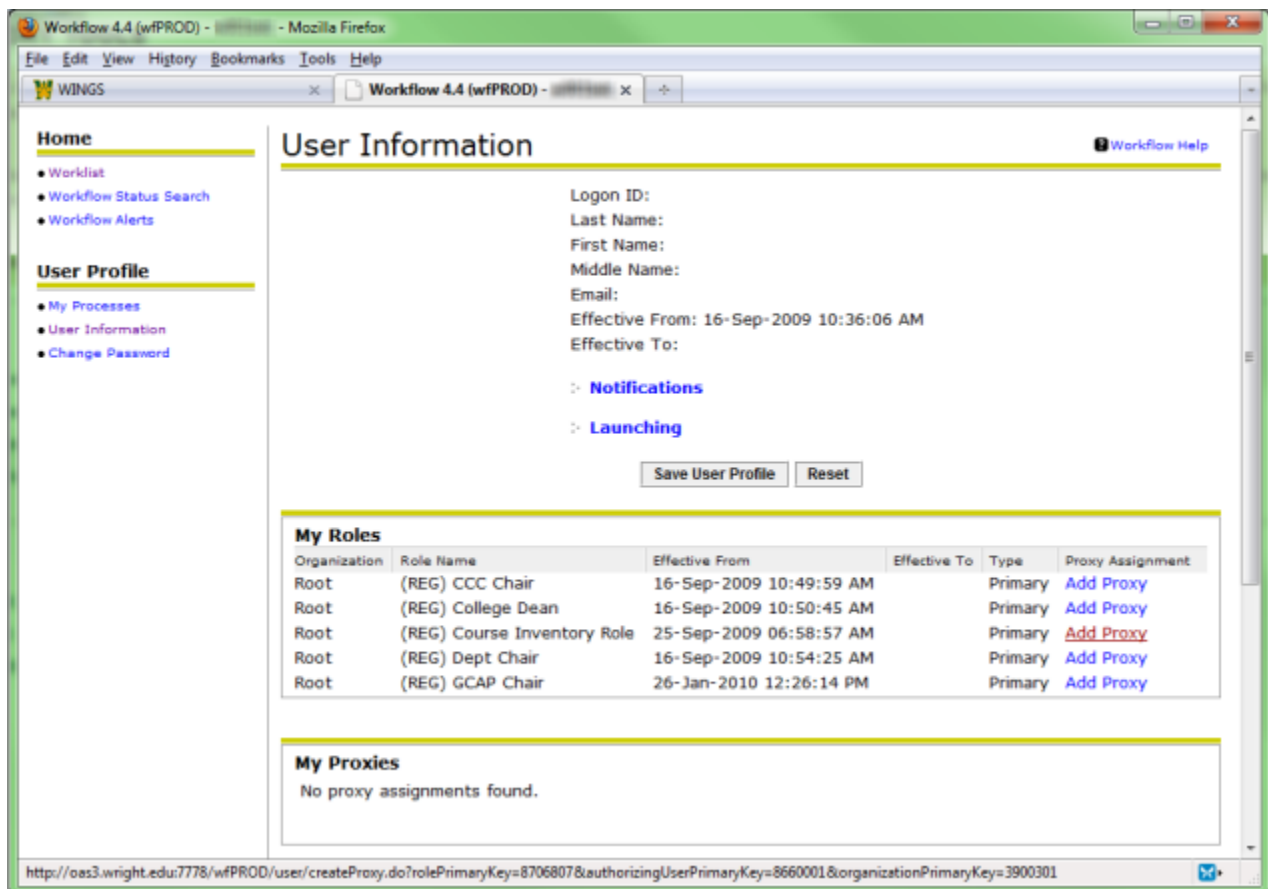 Workflow 4.4 (wfPROD) - - Mozilla Firefox
File Edit View History Bookmarks Tools Help
WINGS
Workflow 4.4 (wfPROD) -
Home
Worklist
Workflow Status Search
Workflow Alerts
User Profile
My Processes
User Information
Change Password
User Information
Workflow Help
Logon ID:
Last Name:
First Name:
Middle Name:
Email:
Effective From: 16-Sep-2009 10:36:06 AM
Effective To:
Notifications
Launching
Save User Profile Reset
My Roles
Organization Role Name Effective From Effective To Type Proxy Assignment
Root (REG) CCC Chair 16-Sep-2009 10:49:59 AM Primary Add Proxy
Root (REG) College Dean 16-Sep-2009 10:50:45 AM Primary Add Proxy
Root (REG) Course Inventory Role 25-Sep-2009 06:58:57 AM Primary Add Proxy
Root (REG) Dept Chair 16-Sep-2009 10:54:25 AM Primary Add Proxy
Root (REG) GCAP Chair 26-Jan-2010 12:26:14 PM Primary Add Proxy
My Proxies
No proxy assignments found.
http://oas3.wright.edu:7778/wfPROD/user/createProxy.do?rolePrimaryKey=8706807&authorizingUserPrimaryKey=8660001&organizationPrimaryKey=3900301